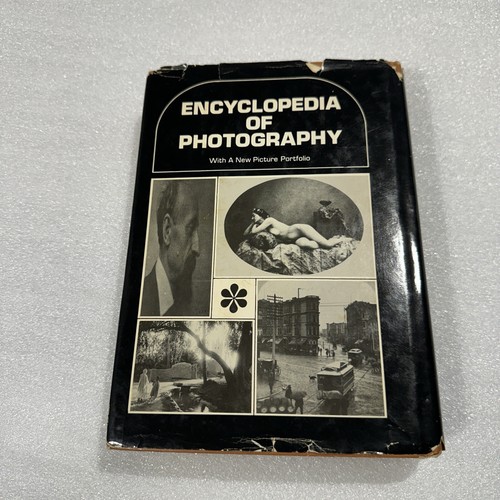 ENCYCLOPEDIA
OF
PHOTOGRAPHY
With A New Picture Portfolio